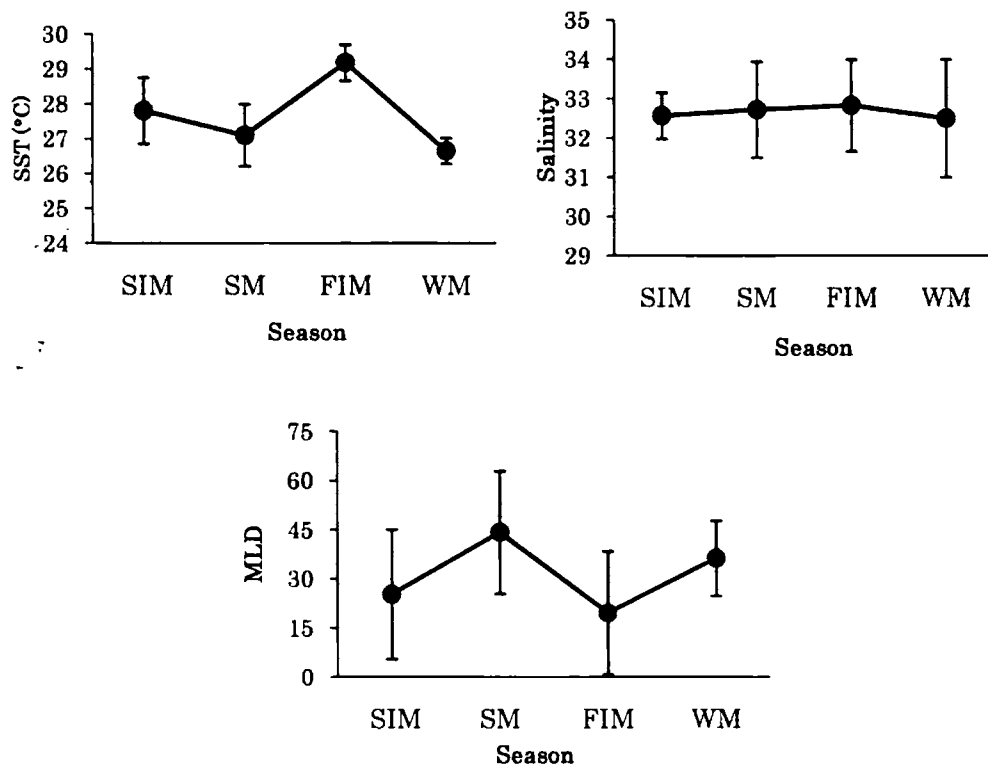 SST (°C)
30
29
28
27
26
25
24
SIM SM FIM WM
Season
Salinity
35
34
33
32
31
30
29
SIM SM FIM WM
Season
MLD
75
60
45
30
15
0
SIM SM FIM WM
Season